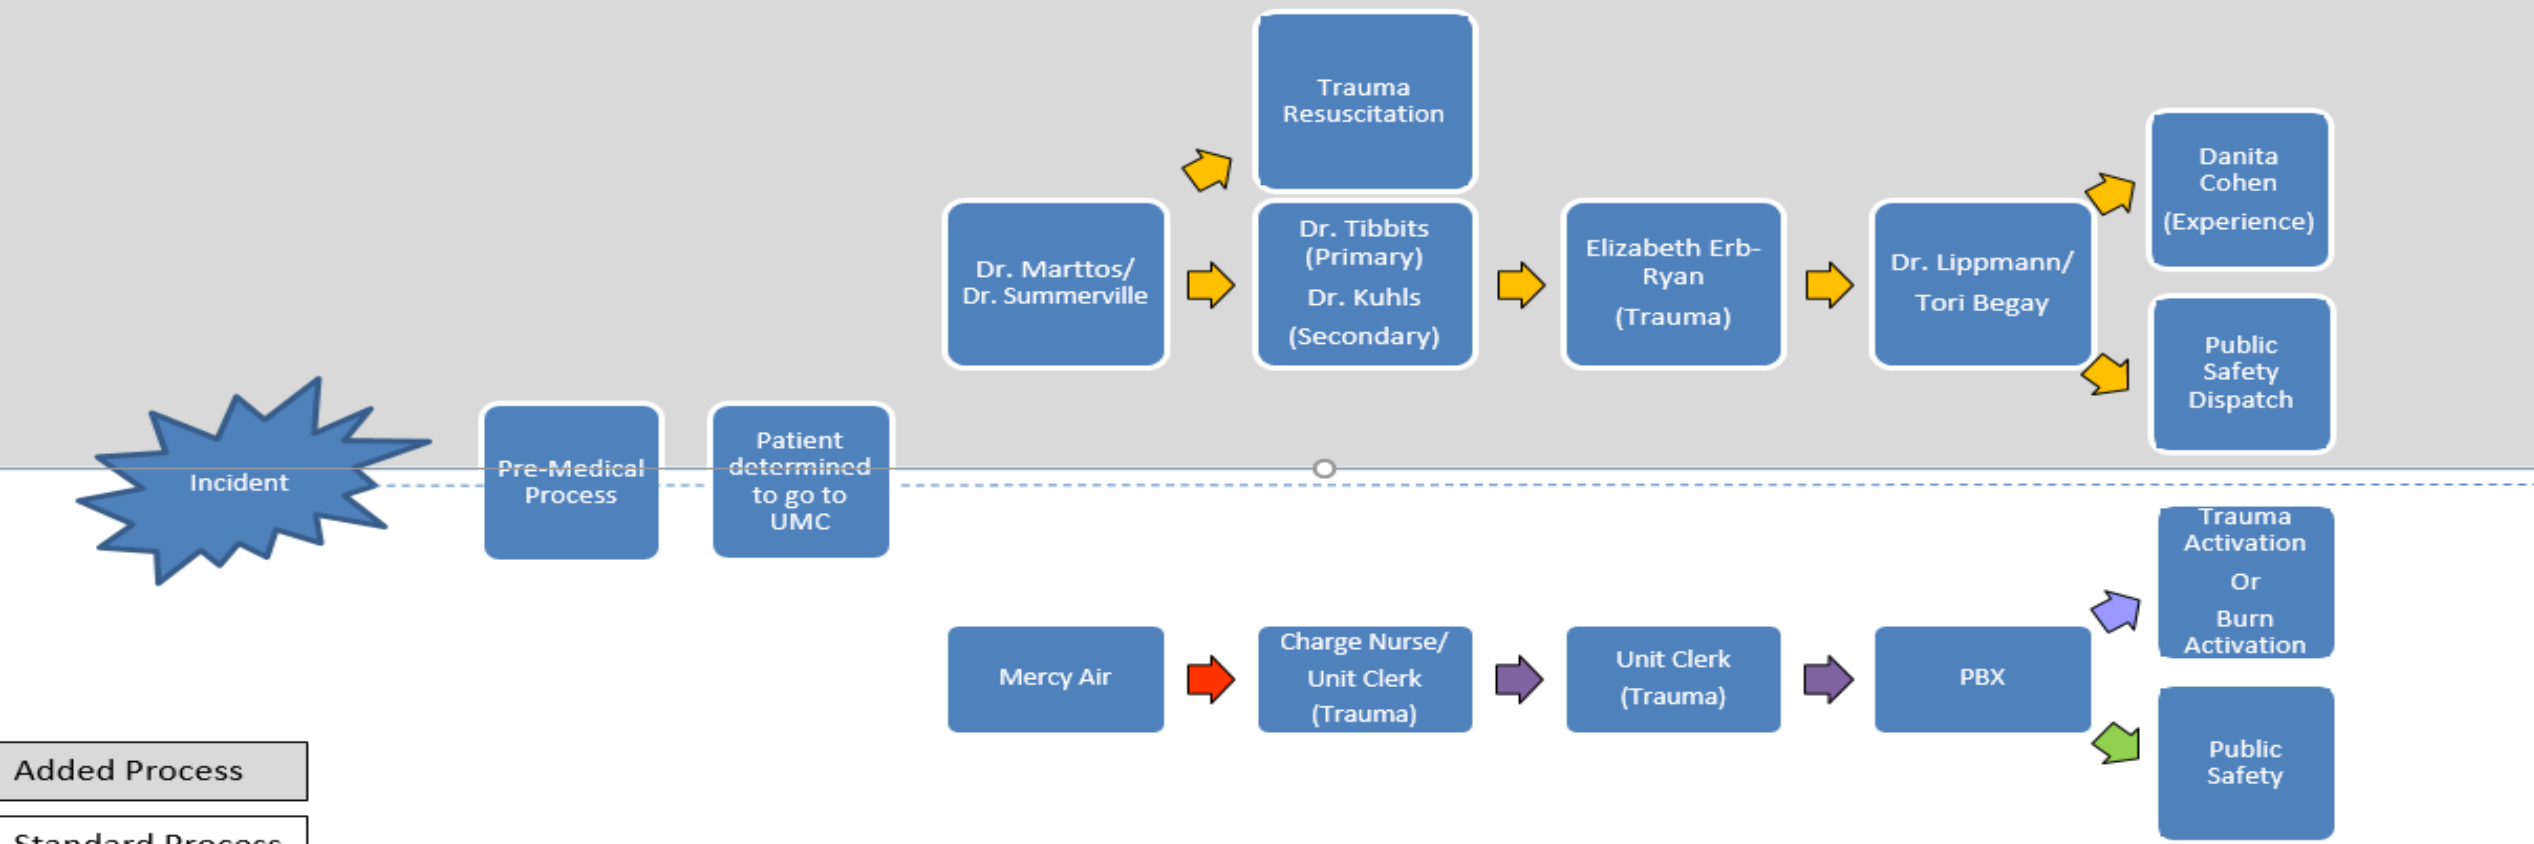 Trauma
Resuscitation
Danita
Cohen
(Experience)
Dr. Marttos/
Dr. Summerville
Dr. Tibbits
(Primary)
Dr. Kuhls
(Secondary)
Elizabeth Erb-
Ryan
(Trauma)
Dr. Lippmann/
Tori Begay
Public
Safety
Dispatch
Incident
Pre-Medical
Process
Patient
determined
to go to
UMC
Trauma
Activation
Or
Burn
Activation
Mercy Air
Charge Nurse/
Unit Clerk
(Trauma)
Unit Clerk
(Trauma)
PBX
Public
Safety
Added Process
Standard Process